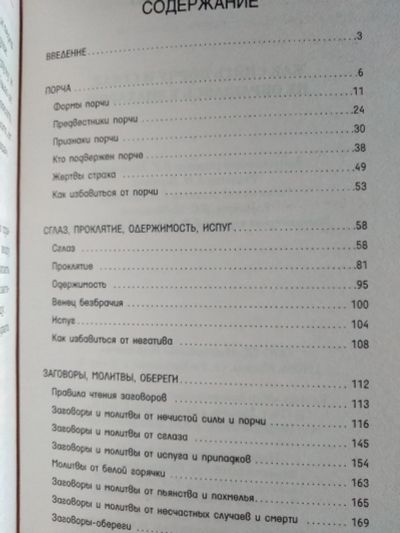 СОДЕРЖАНИЕ
ВВЕДЕНИЕ 3
ПОРЧА 6
Формы порчи 11
Предвестники порчи 24
Признаки порчи 30
Кто подвержен порче 38
Жертвы страха 49
Как избавиться от порчи 53
СГЛАЗ, ПРОКЛЯТИЕ, ОДЕРЖИМОСТЬ, ИСПУГ 58
Сглаз 58
Проклятие 81
Одержимость 95
Венец безбрачия 100
Испуг 104
Как избавиться от негатива 108
ЗАГОВОРЫ, МОЛИТВЫ, ОБЕРЕГИ 112
Правила чтения заговоров 113
Заговоры и молитвы от нечистой силы и порчи 116
Заговоры и молитвы от сглаза 145
Заговоры и молитвы от испуга и припадков 154
Молитвы от белой горячки 163
Заговоры и молитвы от пьянства и похмелья 165
Заговоры и молитвы от несчастных случаев и смерти 169
Заговоры-обереги